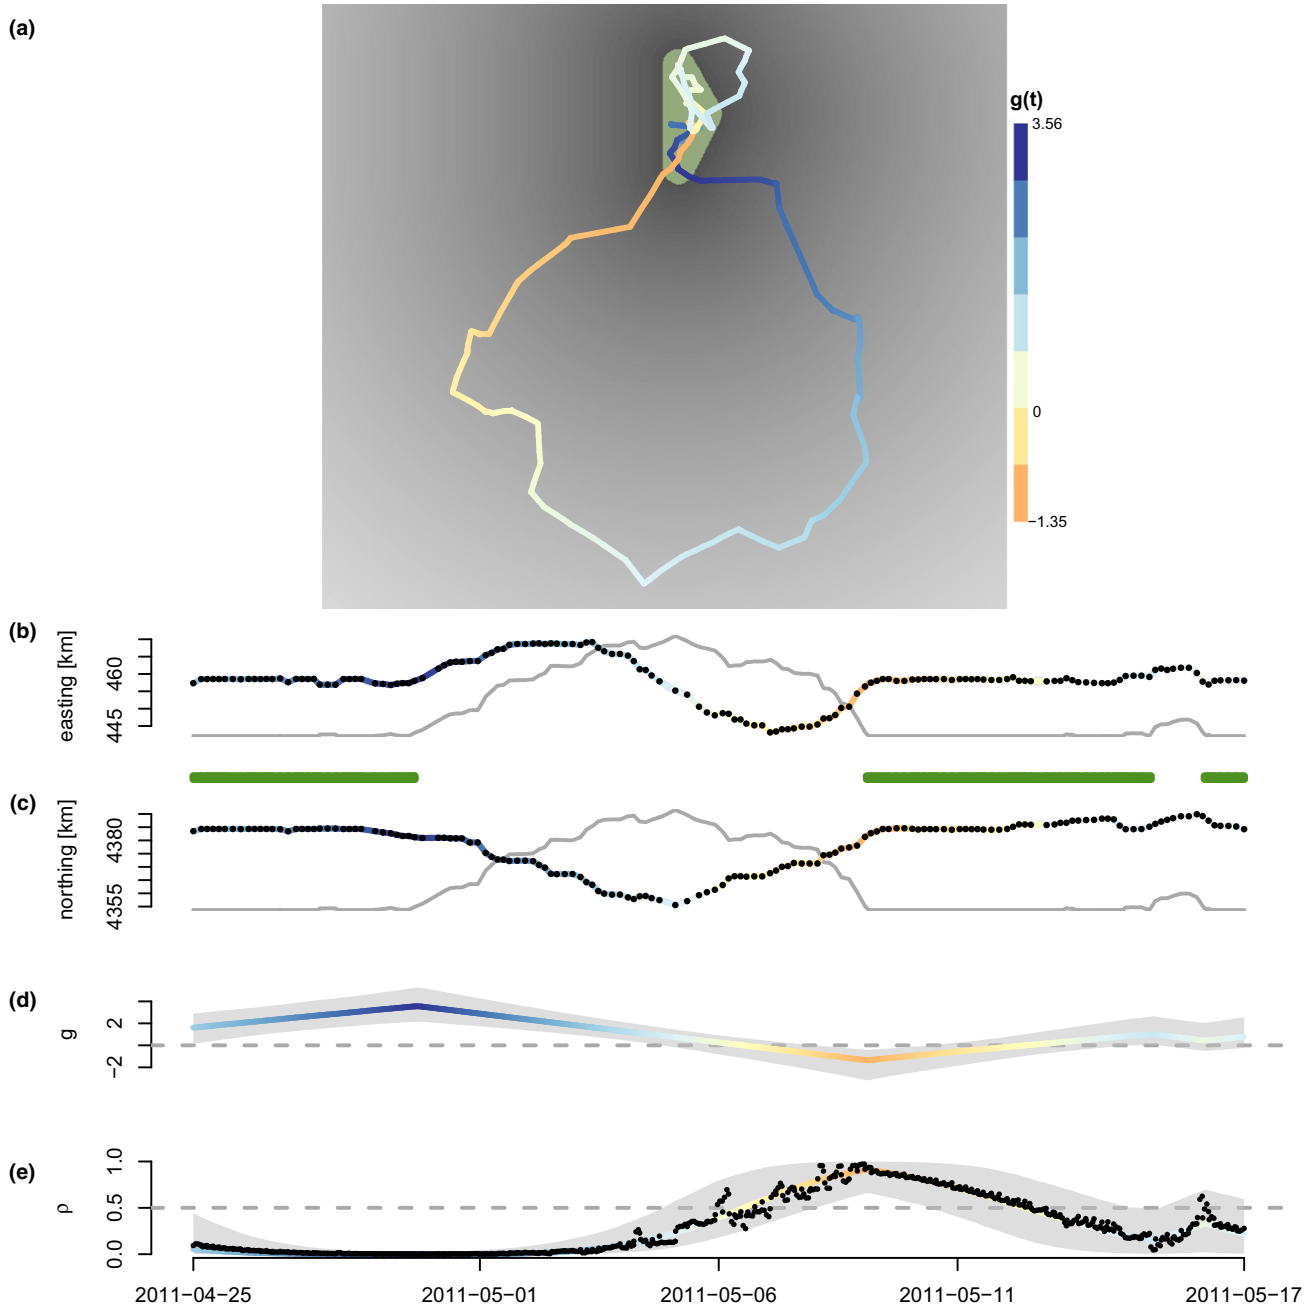 (a)
g(t)
3.56
0
−1.35
(b)
easting [km]
460
445
(c)
northing [km]
4380
4355
(d)
g
2
−2
(e)
ρ
1.0
0.5
0.0
2011−04−25
2011−05−01
2011−05−06
2011−05−11
2011−05−17